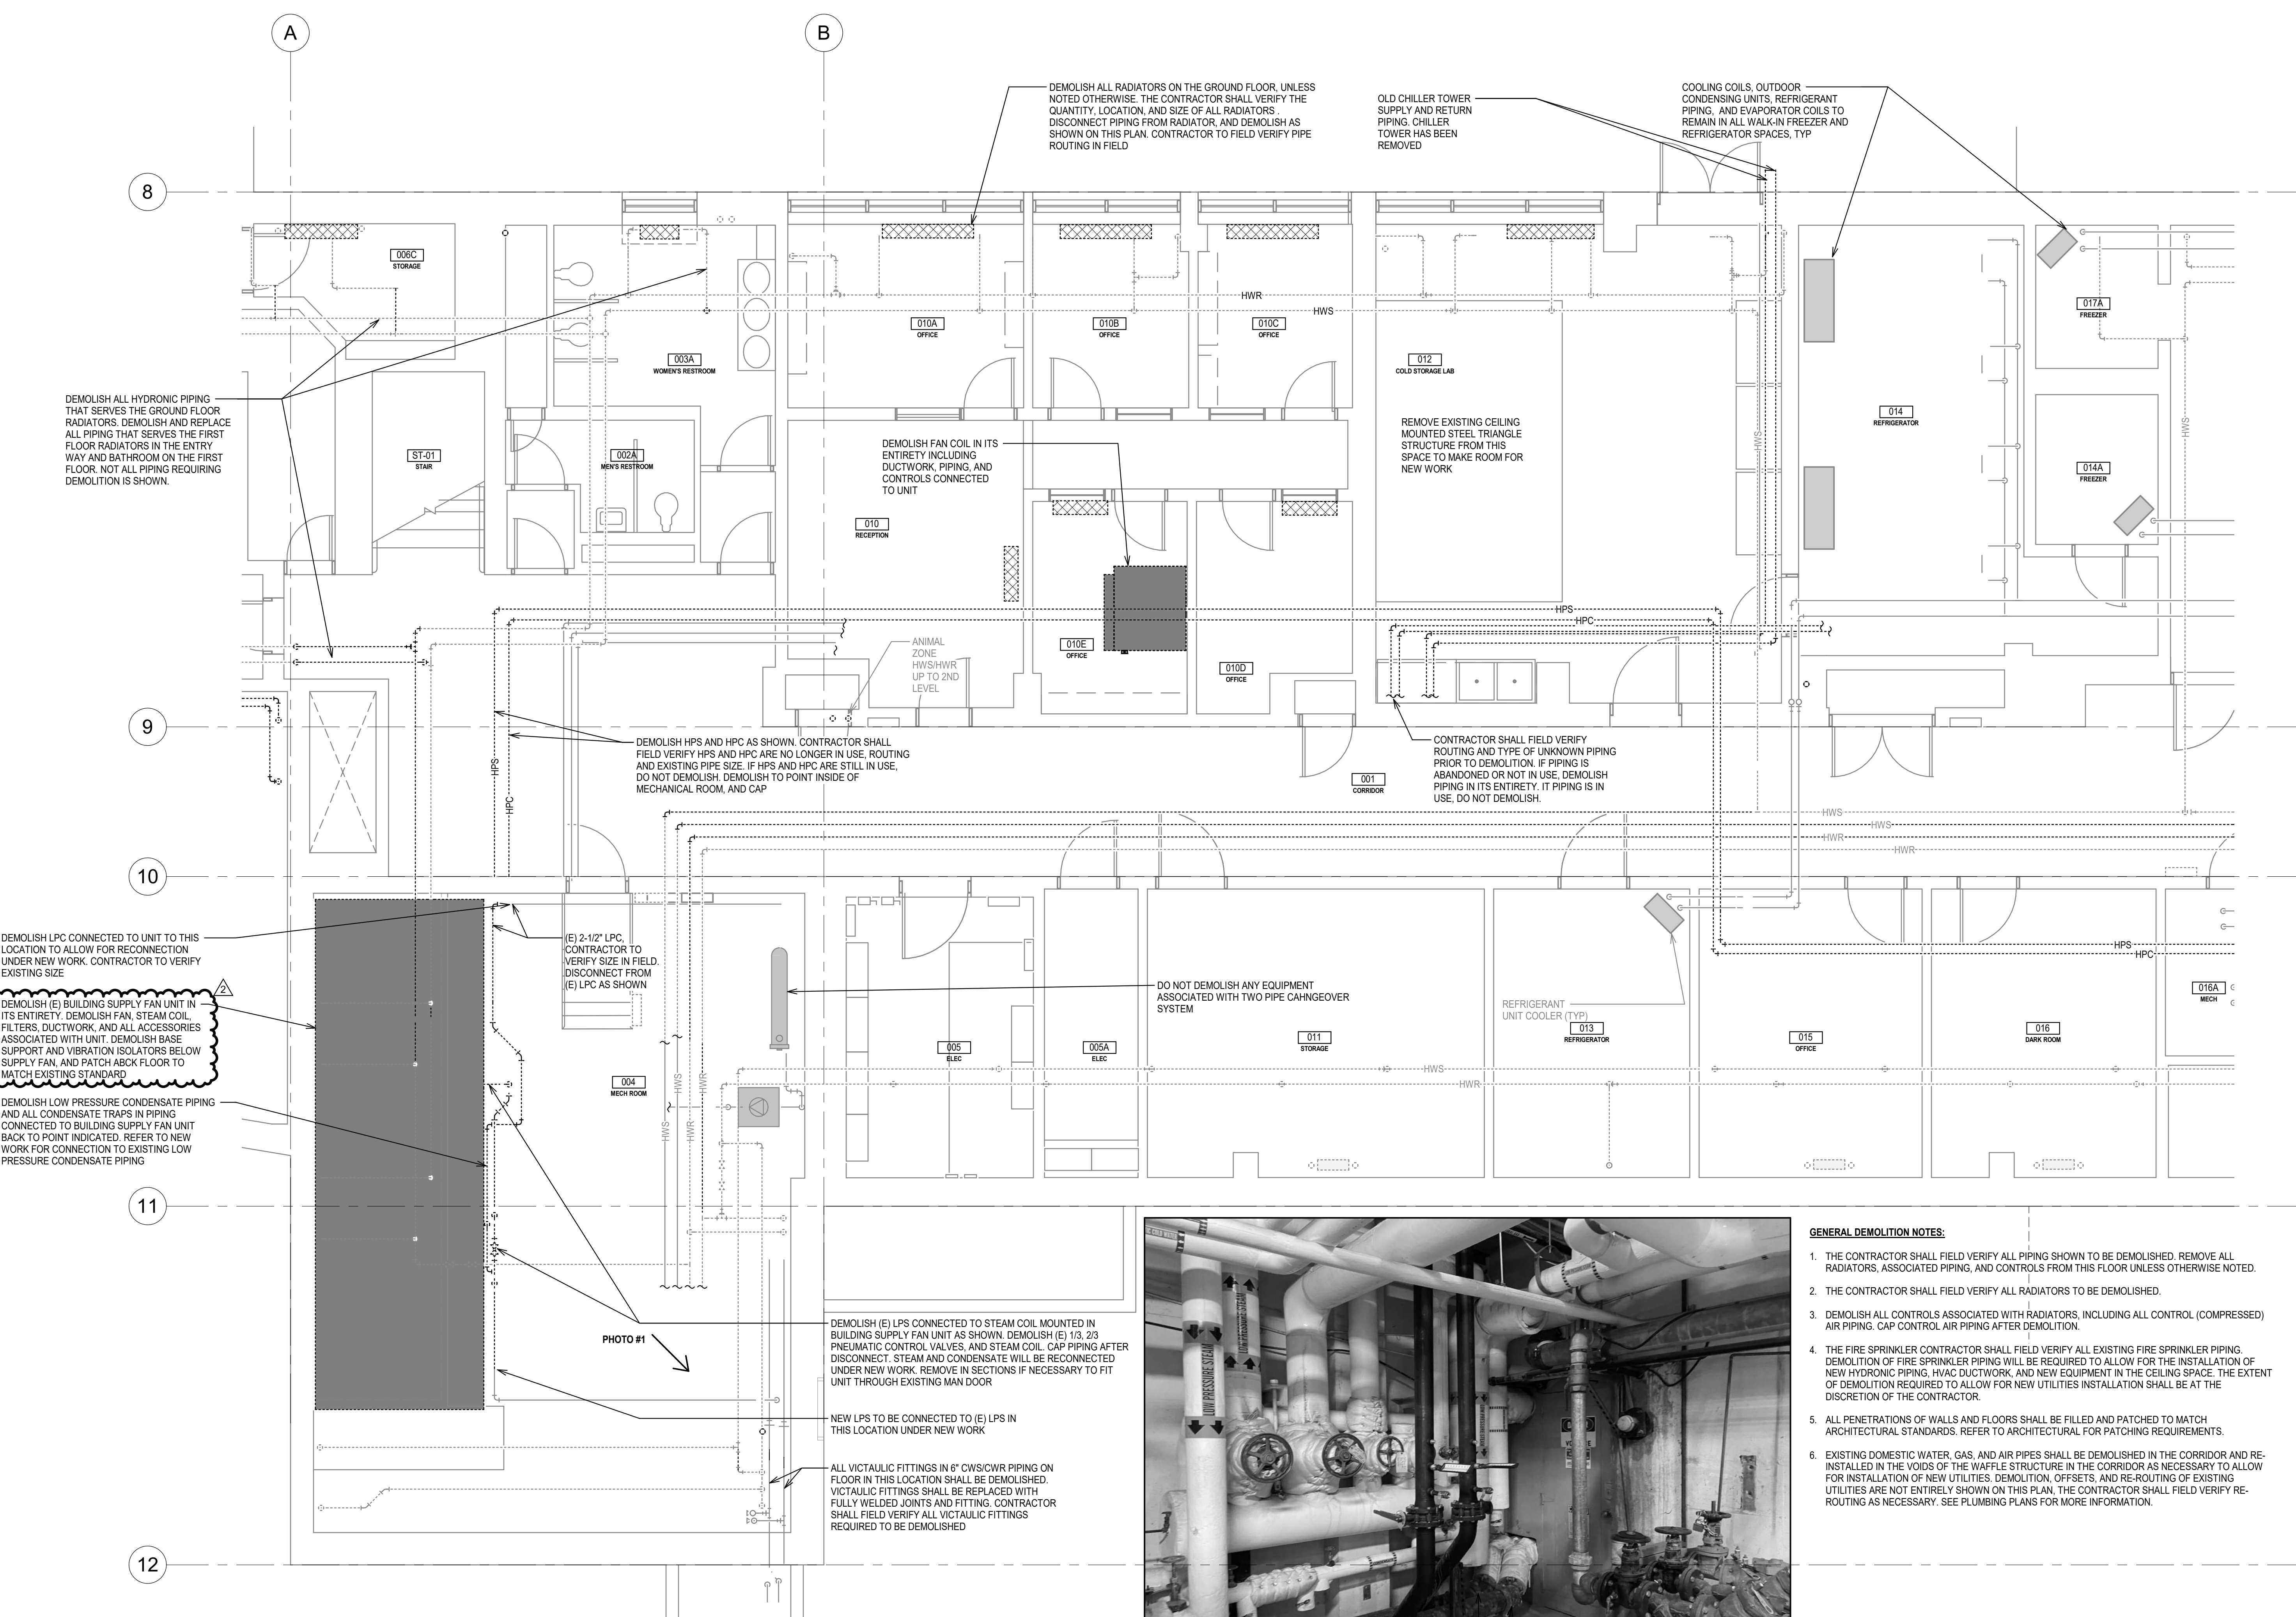 A
B
DEMOLISH ALL RADIATORS ON THE GROUND FLOOR, UNLESS
NOTED OTHERWISE. THE CONTRACTOR SHALL VERIFY THE
QUANTITY, LOCATION, AND SIZE OF ALL RADIATORS .
DISCONNECT PIPING FROM RADIATOR, AND DEMOLISH AS
SHOWN ON THIS PLAN. CONTRACTOR TO FIELD VERIFY PIPE
ROUTING IN FIELD
OLD CHILLER TOWER
SUPPLY AND RETURN
PIPING. CHILLER
TOWER HAS BEEN
REMOVED
COOLING COILS, OUTDOOR
CONDENSING UNITS, REFRIGERANT
PIPING, AND EVAPORATOR COILS TO
REMAIN IN ALL WALK-IN FREEZER AND
REFRIGERATOR SPACES, TYP
8
006C
STORAGE
HWR
HWS
010A
OFFICE
010B
OFFICE
010C
OFFICE
017A
FREEZER
003A
WOMEN'S RESTROOM
012
COLD STORAGE LAB
DEMOLISH ALL HYDRONIC PIPING
THAT SERVES THE GROUND FLOOR
RADIATORS. DEMOLISH AND REPLACE
ALL PIPING THAT SERVES THE FIRST
FLOOR RADIATORS IN THE ENTRY
WAY AND BATHROOM ON THE FIRST
FLOOR. NOT ALL PIPING REQUIRING
DEMOLITION IS SHOWN.
014
REFRIGERATOR
REMOVE EXISTING CEILING
MOUNTED STEEL TRIANGLE
STRUCTURE FROM THIS
SPACE TO MAKE ROOM FOR
NEW WORK
HWS
HWS
DEMOLISH FAN COIL IN ITS
ENTIRETY INCLUDING
DUCTWORK, PIPING, AND
CONTROLS CONNECTED
TO UNIT
ST-01
STAIR
002A
MEN'S RESTROOM
014A
FREEZER
010
RECEPTION
HPS
HPC
ANIMAL
ZONE
HWS/HWR
UP TO 2ND
LEVEL
010E
OFFICE
010D
OFFICE
9
DEMOLISH HPS AND HPC AS SHOWN. CONTRACTOR SHALL
FIELD VERIFY HPS AND HPC ARE NO LONGER IN USE, ROUTING
AND EXISTING PIPE SIZE. IF HPS AND HPC ARE STILL IN USE,
DO NOT DEMOLISH. DEMOLISH TO POINT INSIDE OF
MECHANICAL ROOM, AND CAP
CONTRACTOR SHALL FIELD VERIFY
ROUTING AND TYPE OF UNKNOWN PIPING
PRIOR TO DEMOLITION. IF PIPING IS
ABANDONED OR NOT IN USE, DEMOLISH
PIPING IN ITS ENTIRETY. IT PIPING IS IN
USE, DO NOT DEMOLISH.
HPS
HPC
001
CORRIDOR
HWS
HWS
HWR
HWR
10
DEMOLISH LPC CONNECTED TO UNIT TO THIS
LOCATION TO ALLOW FOR RECONNECTION
UNDER NEW WORK. CONTRACTOR TO VERIFY
EXISTING SIZE
(E) 2-1/2" LPC,
CONTRACTOR TO
VERIFY SIZE IN FIELD.
DISCONNECT FROM
(E) LPC AS SHOWN
HPS
HPC
2
DEMOLISH (E) BUILDING SUPPLY FAN UNIT IN
ITS ENTIRETY. DEMOLISH FAN, STEAM COIL,
FILTERS, DUCTWORK, AND ALL ACCESSORIES
ASSOCIATED WITH UNIT. DEMOLISH BASE
SUPPORT AND VIBRATION ISOLATORS BELOW
SUPPLY FAN, AND PATCH ABCK FLOOR TO
MATCH EXISTING STANDARD
DO NOT DEMOLISH ANY EQUIPMENT
ASSOCIATED WITH TWO PIPE CAHNGEOVER
SYSTEM
REFRIGERANT
UNIT COOLER (TYP)
016A
MECH
005
ELEC
005A
ELEC
011
STORAGE
013
REFRIGERATOR
015
OFFICE
016
DARK ROOM
004
MECH ROOM
HWS
HWR
HWS
HWR
HWS
HWR
DEMOLISH LOW PRESSURE CONDENSATE PIPING
AND ALL CONDENSATE TRAPS IN PIPING
CONNECTED TO BUILDING SUPPLY FAN UNIT
BACK TO POINT INDICATED. REFER TO NEW
WORK FOR CONNECTION TO EXISTING LOW
PRESSURE CONDENSATE PIPING
11
PHOTO #1
DEMOLISH (E) LPS CONNECTED TO STEAM COIL MOUNTED IN
BUILDING SUPPLY FAN UNIT AS SHOWN. DEMOLISH (E) 1/3, 2/3
PNEUMATIC CONTROL VALVES, AND STEAM COIL. CAP PIPING AFTER
DISCONNECT. STEAM AND CONDENSATE WILL BE RECONNECTED
UNDER NEW WORK. REMOVE IN SECTIONS IF NECESSARY TO FIT
UNIT THROUGH EXISTING MAN DOOR
NEW LPS TO BE CONNECTED TO (E) LPS IN
THIS LOCATION UNDER NEW WORK
ALL VICTAULIC FITTINGS IN 6" CWS/CWR PIPING ON
FLOOR IN THIS LOCATION SHALL BE DEMOLISHED.
VICTAULIC FITTINGS SHALL BE REPLACED WITH
FULLY WELDED JOINTS AND FITTING. CONTRACTOR
SHALL FIELD VERIFY ALL VICTAULIC FITTINGS
REQUIRED TO BE DEMOLISHED
12
LOW PRESSURE STEAM
LOW PRESSURE STEAM
GENERAL DEMOLITION NOTES:
1. THE CONTRACTOR SHALL FIELD VERIFY ALL PIPING SHOWN TO BE DEMOLISHED. REMOVE ALL
RADIATORS, ASSOCIATED PIPING, AND CONTROLS FROM THIS FLOOR UNLESS OTHERWISE NOTED.
2. THE CONTRACTOR SHALL FIELD VERIFY ALL RADIATORS TO BE DEMOLISHED.
3. DEMOLISH ALL CONTROLS ASSOCIATED WITH RADIATORS, INCLUDING ALL CONTROL (COMPRESSED)
AIR PIPING. CAP CONTROL AIR PIPING AFTER DEMOLITION.
4. THE FIRE SPRINKLER CONTRACTOR SHALL FIELD VERIFY ALL EXISTING FIRE SPRINKLER PIPING.
DEMOLITION OF FIRE SPRINKLER PIPING WILL BE REQUIRED TO ALLOW FOR THE INSTALLATION OF
NEW HYDRONIC PIPING, HVAC DUCTWORK, AND NEW EQUIPMENT IN THE CEILING SPACE. THE EXTENT
OF DEMOLITION REQUIRED TO ALLOW FOR NEW UTILITIES INSTALLATION SHALL BE AT THE
DISCRETION OF THE CONTRACTOR.
5. ALL PENETRATIONS OF WALLS AND FLOORS SHALL BE FILLED AND PATCHED TO MATCH
ARCHITECTURAL STANDARDS. REFER TO ARCHITECTURAL FOR PATCHING REQUIREMENTS.
6. EXISTING DOMESTIC WATER, GAS, AND AIR PIPES SHALL BE DEMOLISHED IN THE CORRIDOR AND RE-
INSTALLED IN THE VOIDS OF THE WAFFLE STRUCTURE IN THE CORRIDOR AS NECESSARY TO ALLOW
FOR INSTALLATION OF NEW UTILITIES. DEMOLITION, OFFSETS, AND RE-ROUTING OF EXISTING
UTILITIES ARE NOT ENTIRELY SHOWN ON THIS PLAN, THE CONTRACTOR SHALL FIELD VERIFY RE-
ROUTING AS NECESSARY. SEE PLUMBING PLANS FOR MORE INFORMATION.